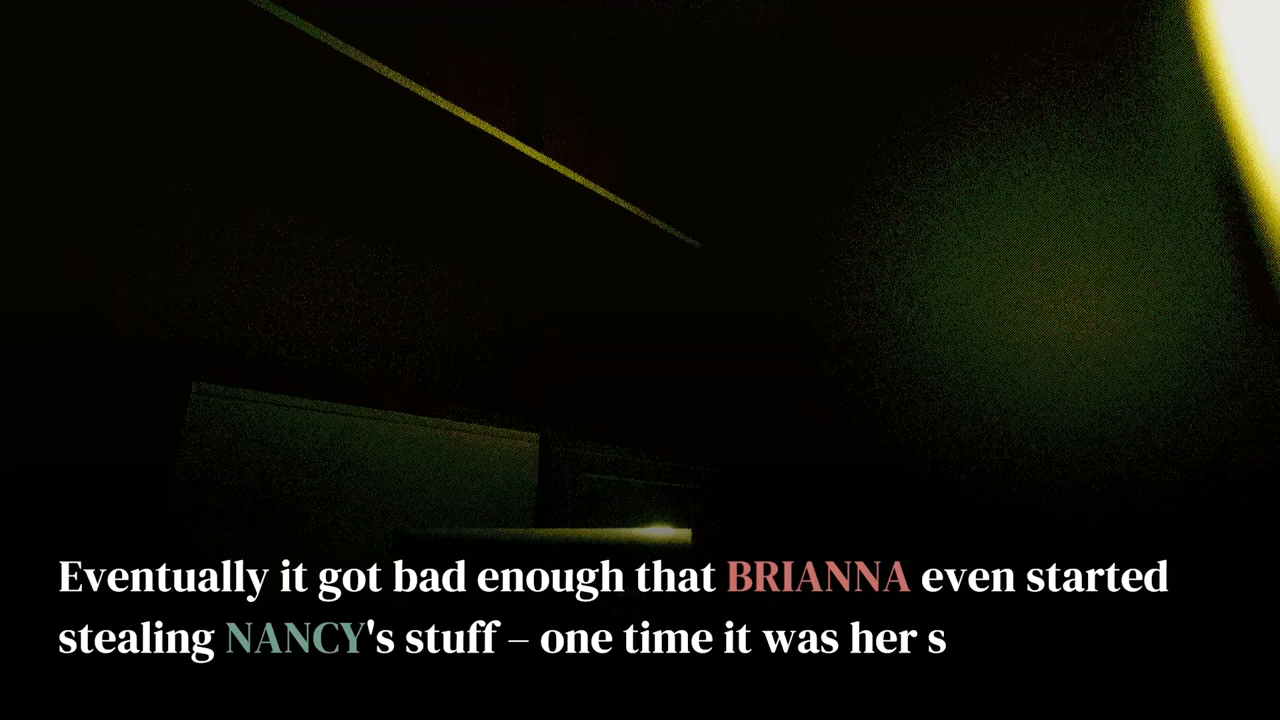 Eventually it got bad enough that BRIANNA even started
stealing NANCY's stuff – one time it was her s